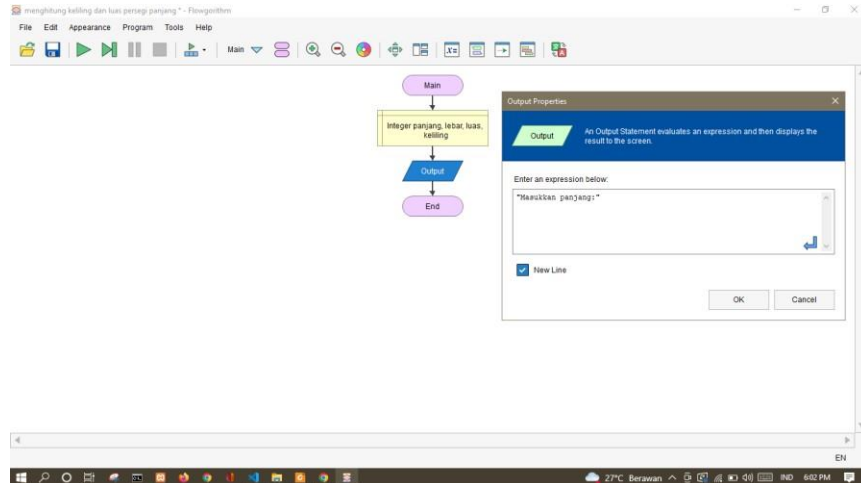 menghitung keliling dan luas persegi panjang * - Flowgorithm
File Edit Appearance Program Tools Help
Main
Main
Integer panjang, lebar, luas,
keliling
Output
End
Output Properties
Output
An Output Statement evaluates an expression and then displays the
result to the screen.
Enter an expression below:
"Masukkan panjang:"
New Line
OK Cancel
EN
27°C Berawan IND 6:02 PM